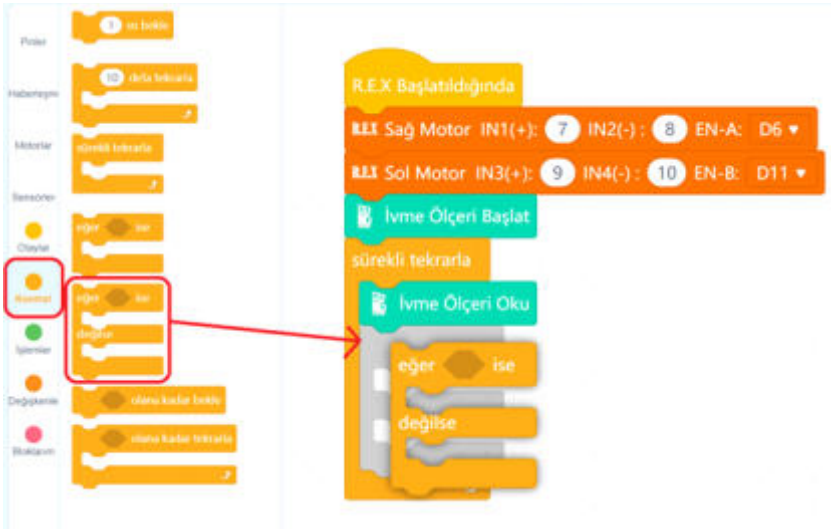 Pinler
Haberleşme
Motorlar
Sensörler
Olaylar
Kontrol
İşlemler
Değişkenler
Bloklarım
1 sn bekle
10 defa tekrarla
sürekli tekrarla
eğer ise
eğer ise
değilse
olana kadar bekle
olana kadar tekrarla
R.E.X Başlatıldığında
R.E.X Sağ Motor IN1(+): 7 IN2(-) : 8 EN-A: D6
R.E.X Sol Motor IN3(+): 9 IN4(-) : 10 EN-B: D11
İvme Ölçeri Başlat
sürekli tekrarla
İvme Ölçeri Oku
eğer ise
değilse